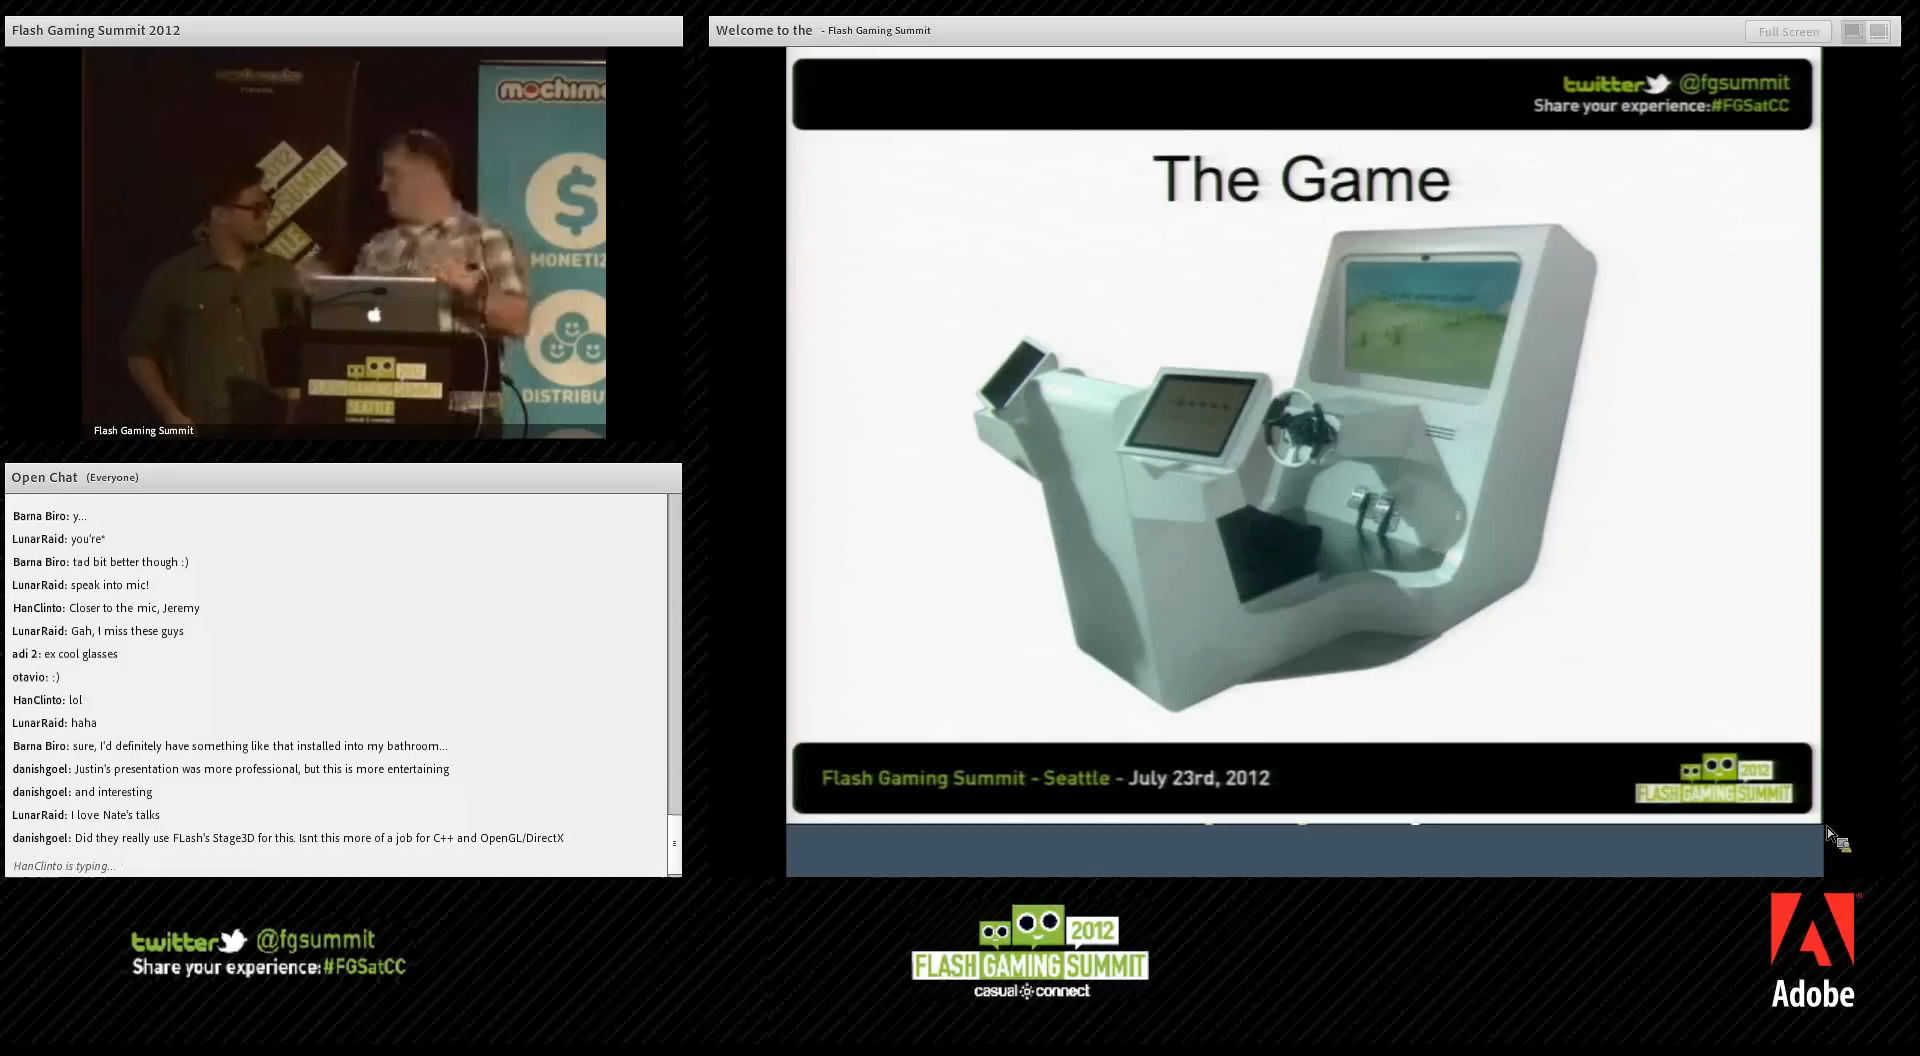 Flash Gaming Summit 2012
mochim
MONETIZ
DISTRIBU
2012
SUMMIT
2012
FLASH GAMING SUMMIT
SEATTLE
Flash Gaming Summit
Open Chat (Everyone)
Barna Biro: y...
LunarRaid: you're*
Barna Biro: tad bit better though :)
LunarRaid: speak into mic!
HanClinto: Closer to the mic, Jeremy
LunarRaid: Gah, I miss these guys
adi 2: ex cool glasses
otavio: :)
HanClinto: lol
LunarRaid: haha
Barna Biro: sure, I'd definitely have something like that installed into my bathroom...
danishgoel: Justin's presentation was more professional, but this is more entertaining
danishgoel: and interesting
LunarRaid: I love Nate's talks
danishgoel: Did they really use FLash's Stage3D for this. Isnt this more of a job for C++ and OpenGL/DirectX
HanClinto is typing...
Welcome to the - Flash Gaming Summit
Full Screen
twitter @fgsummit
Share your experience:#FGSatCC
The Game
Flash Gaming Summit - Seattle - July 23rd, 2012
2012
FLASH GAMING SUMMIT
twitter @fgsummit
Share your experience:#FGSatCC
2012
FLASH GAMING SUMMIT
casual connect
Adobe